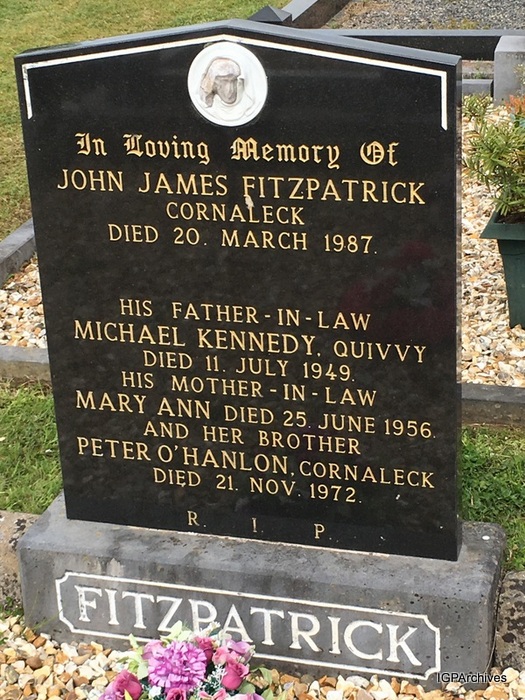 In Loving Memory Of
JOHN JAMES FITZPATRICK
CORNALECK
DIED 20. MARCH 1987.
HIS FATHER-IN-LAW
MICHAEL KENNEDY, QUIVVY
DIED 11. JULY 1949.
HIS MOTHER-IN-LAW
MARY ANN DIED 25. JUNE 1956.
AND HER BROTHER
PETER O'HANLON, CORNALECK
DIED 21. NOV. 1972.
R. I. P.
FITZPATRICK
IGPArchives